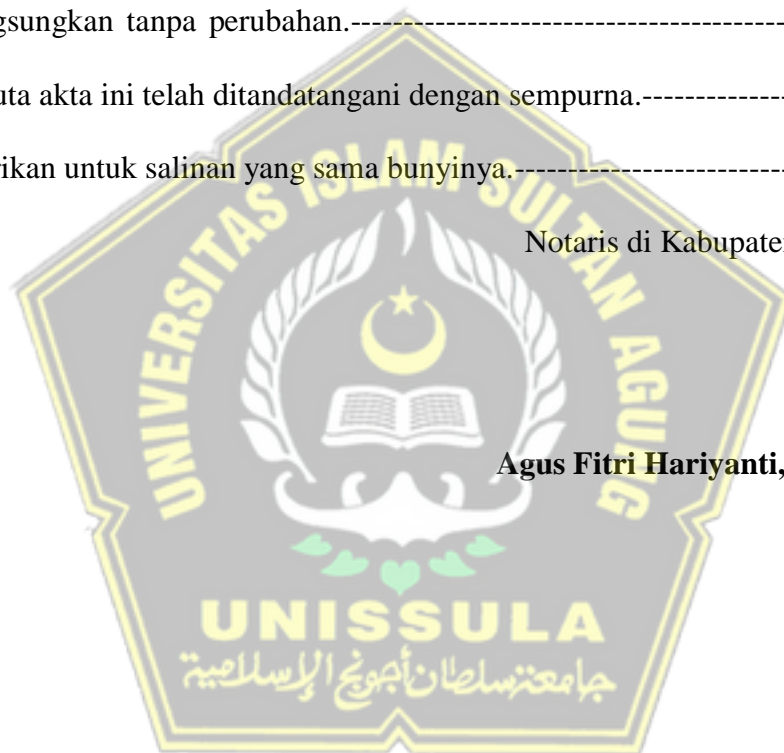 gsungkan tanpa perubahan.------------------------------------------
uta akta ini telah ditandatangani dengan sempurna.---------------
rikan untuk salinan yang sama bunyinya.--------------------------
Notaris di Kabupate
Agus Fitri Hariyanti,
UNIVERSITAS ISLAM SULTAN AGUNG
UNISSULA
جامعة سلطان أجونج الإسلامية